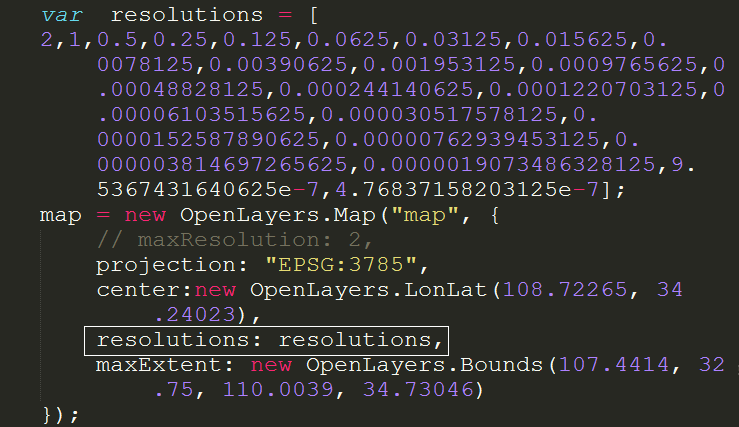 var  resolutions = [
2,1,0.5,0.25,0.125,0.0625,0.03125,0.015625,0.
0078125,0.00390625,0.001953125,0.0009765625,0
.00048828125,0.000244140625,0.0001220703125,0
.00006103515625,0.000030517578125,0.
0000152587890625,0.00000762939453125,0.
000003814697265625,0.0000019073486328125,9.
5367431640625e-7,4.76837158203125e-7];
map = new OpenLayers.Map("map", {
// maxResolution: 2,
projection: "EPSG:3785",
center:new OpenLayers.LonLat(108.72265, 34
.24023),
resolutions: resolutions,
maxExtent: new OpenLayers.Bounds(107.4414, 32
.75, 110.0039, 34.73046)
});